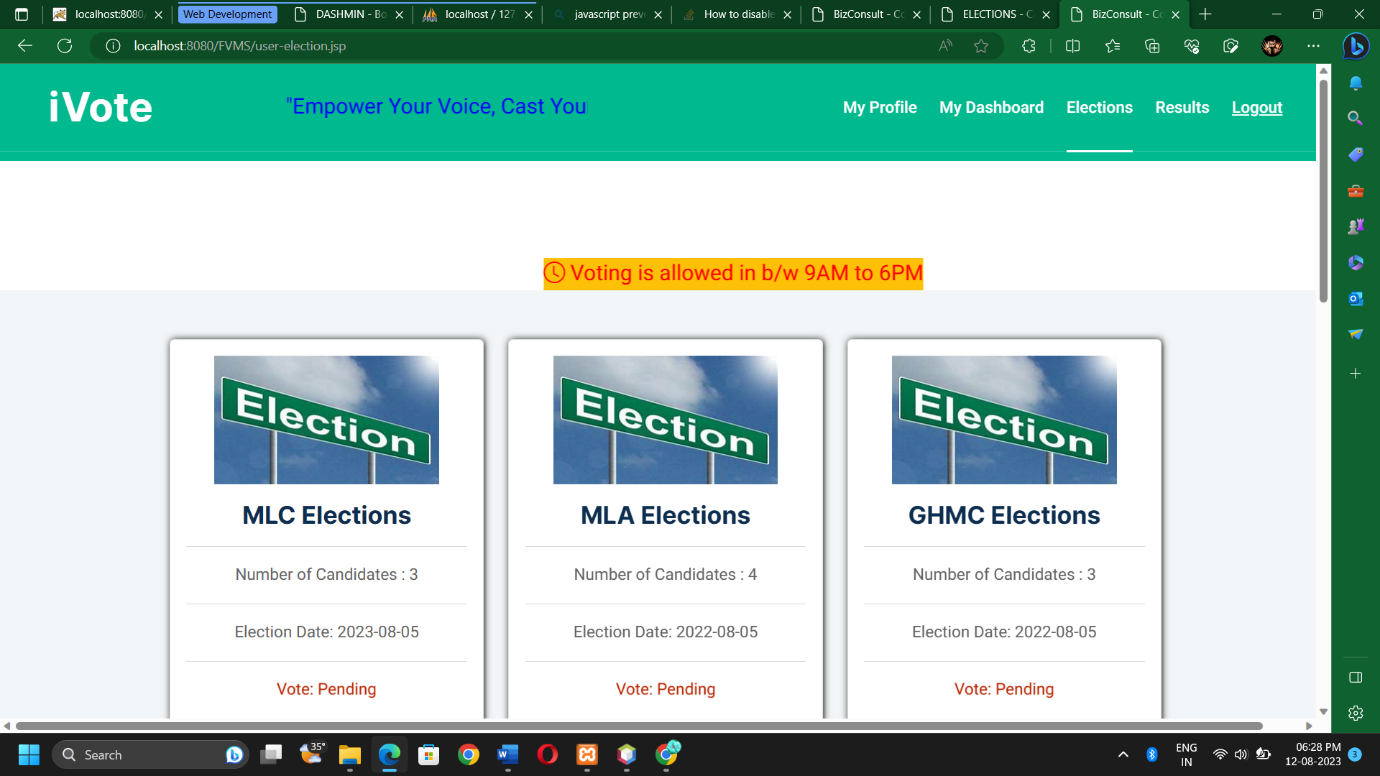 localhost:8080/
Web Development
DASHMIN - Bo
localhost / 127
javascript prev
How to disable
BizConsult - Co
ELECTIONS - C
BizConsult - Co
localhost:8080/FVMS/user-election.jsp
iVote
"Empower Your Voice, Cast You
My Profile
My Dashboard
Elections
Results
Logout
Voting is allowed in b/w 9AM to 6PM
Election
Election
Election
MLC Elections
MLA Elections
GHMC Elections
Number of Candidates : 3
Number of Candidates : 4
Number of Candidates : 3
Election Date: 2023-08-05
Election Date: 2022-08-05
Election Date: 2022-08-05
Vote: Pending
Vote: Pending
Vote: Pending
Search
35°
ENG
IN
06:28 PM
12-08-2023
3